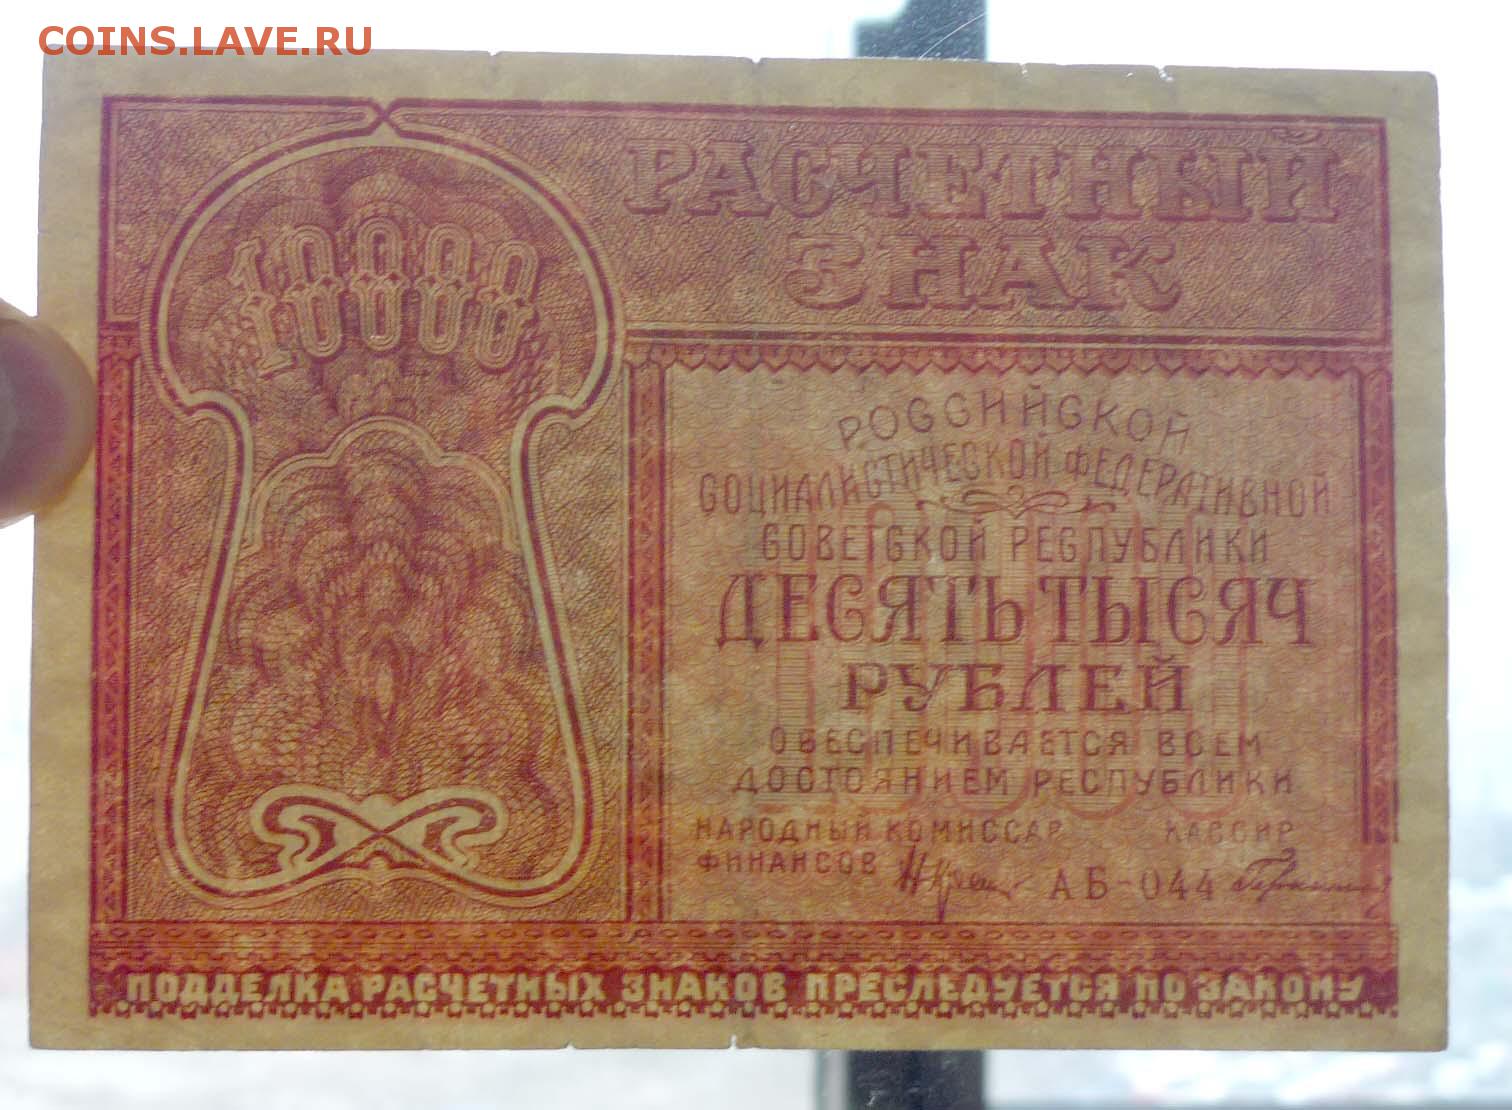 COINS.LAVE.RU
РАСЧЕТНЫЙ
ЗНАК
10000
10000
РОССИЙСКОЙ
СОЦИАЛИСТИЧЕСКОЙ ФЕДЕРАТИВНОЙ
СОВЕТСКОЙ РЕСПУБЛИКИ
ДЕСЯТЬ ТЫСЯЧ
РУБЛЕЙ
ОБЕСПЕЧИВАЕТСЯ ВСЕМ
ДОСТОЯНИЕМ РЕСПУБЛИКИ
НАРОДНЫЙ КОМИССАР КАССИР
ФИНАНСОВ АБ-044
ПОДДЕЛКА РАСЧЕТНЫХ ЗНАКОВ ПРЕСЛЕДУЕТСЯ ПО ЗАКОНУ